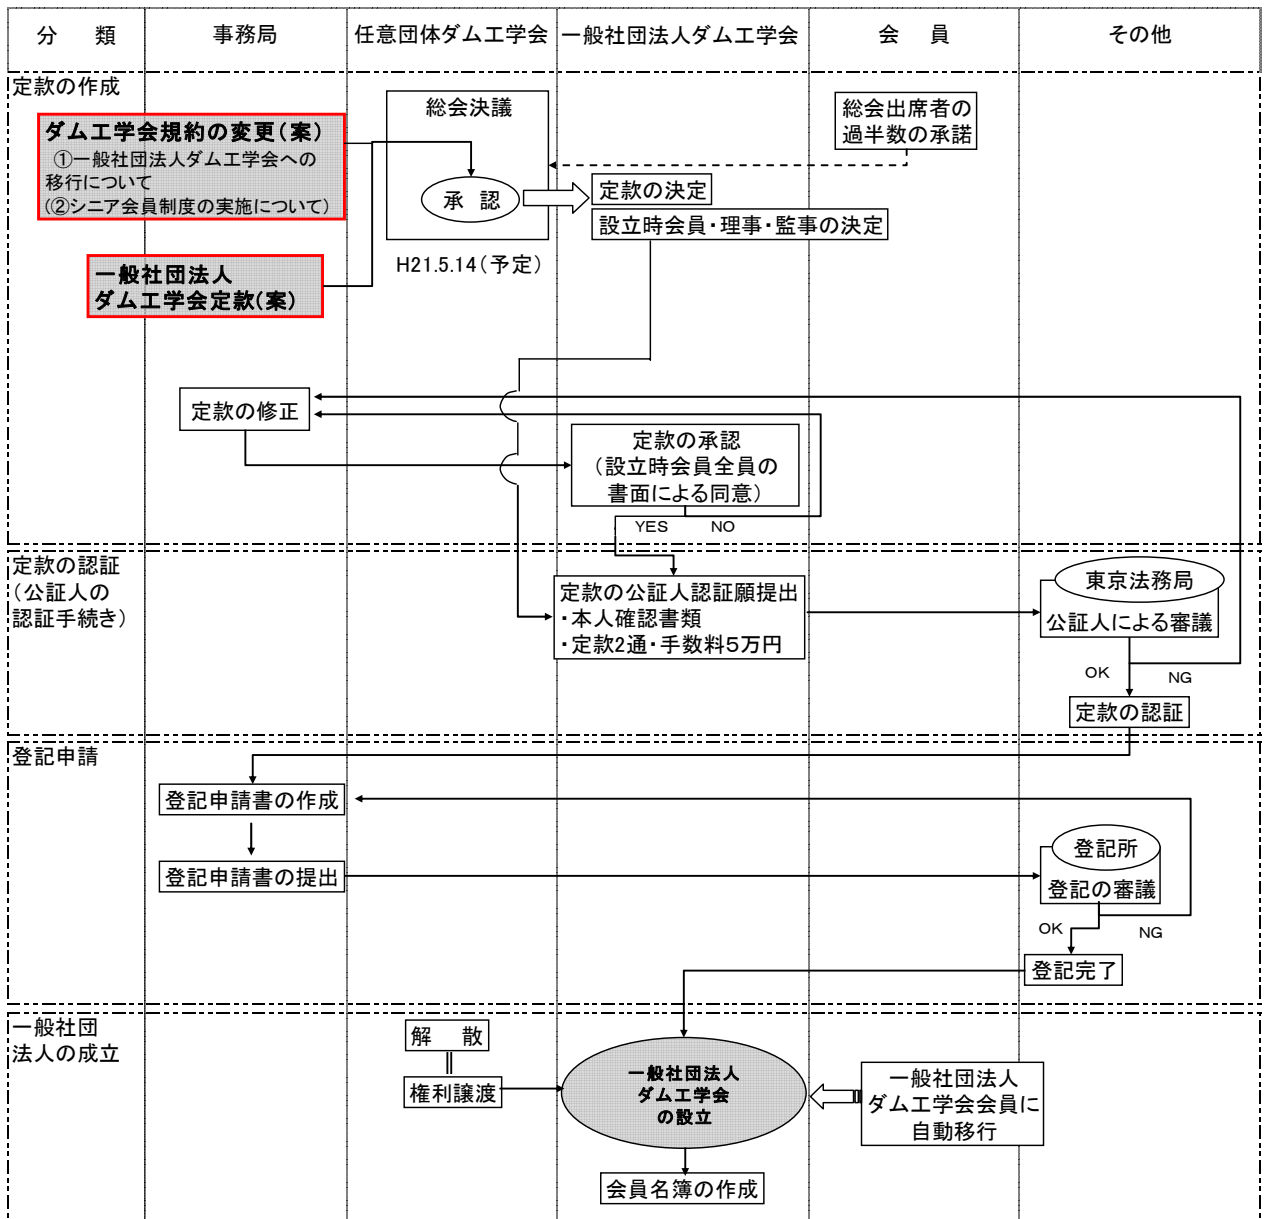 分　類
事務局
任意団体ダム工学会
一般社団法人ダム工学会
会　員
その他
定款の作成
ダム工学会規約の変更(案)
①一般社団法人ダム工学会への
移行について
(②シニア会員制度の実施について)
一般社団法人
ダム工学会定款(案)
総会決議
承　認
H21.5.14(予定)
総会出席者の
過半数の承諾
定款の決定
設立時会員・理事・監事の決定
定款の修正
定款の承認
(設立時会員全員の
書面による同意)
YES
NO
定款の認証
(公証人の
認証手続き)
定款の公証人認証願提出
・本人確認書類
・定款2通・手数料5万円
東京法務局
公証人による審議
OK
NG
定款の認証
登記申請
登記申請書の作成
登記申請書の提出
登記所
登記の審議
OK
NG
登記完了
一般社団
法人の成立
解　散
権利譲渡
一般社団法人
ダム工学会
の設立
一般社団法人
ダム工学会会員に
自動移行
会員名簿の作成